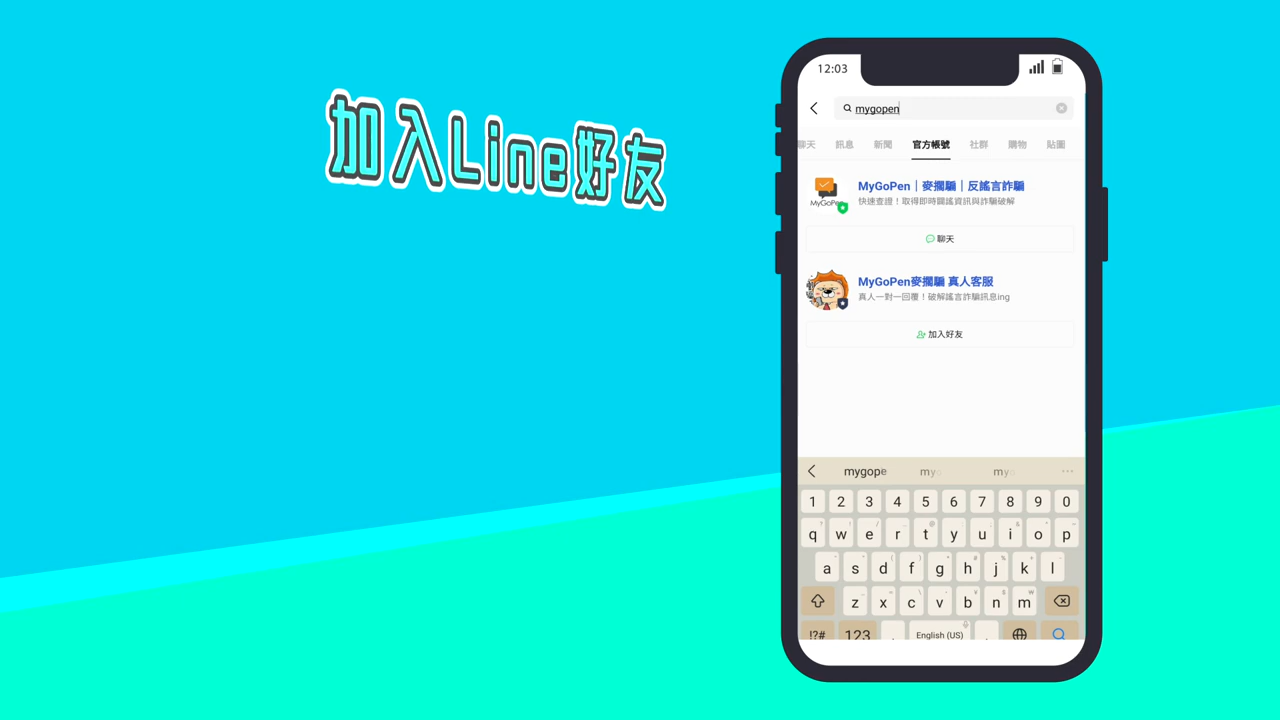 加入Line好友
12:03
mygopen
聊天 訊息 新聞 官方帳號 社群 購物 貼圖
MyGoPen｜麥擱騙｜反謠言詐騙
快速查證！取得即時闢謠資訊與詐騙破解
MyGoPen
聊天
MyGoPen麥擱騙 真人客服
真人一對一回覆！破解謠言詐騙訊息ing
加入好友
mygope my my ...
1 2 3 4 5 6 7 8 9 0
q w e r t y u i o p
a s d f g h j k l
z x c v b n m
!?# 123 , English (US) .